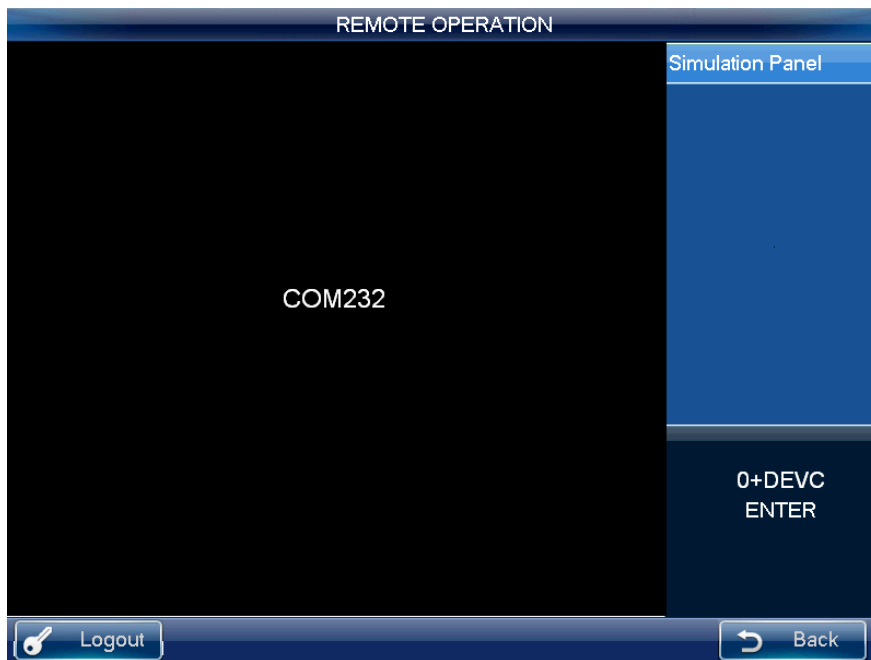 REMOTE OPERATION
Simulation Panel
COM232
0+DEVC
ENTER
Logout
Back